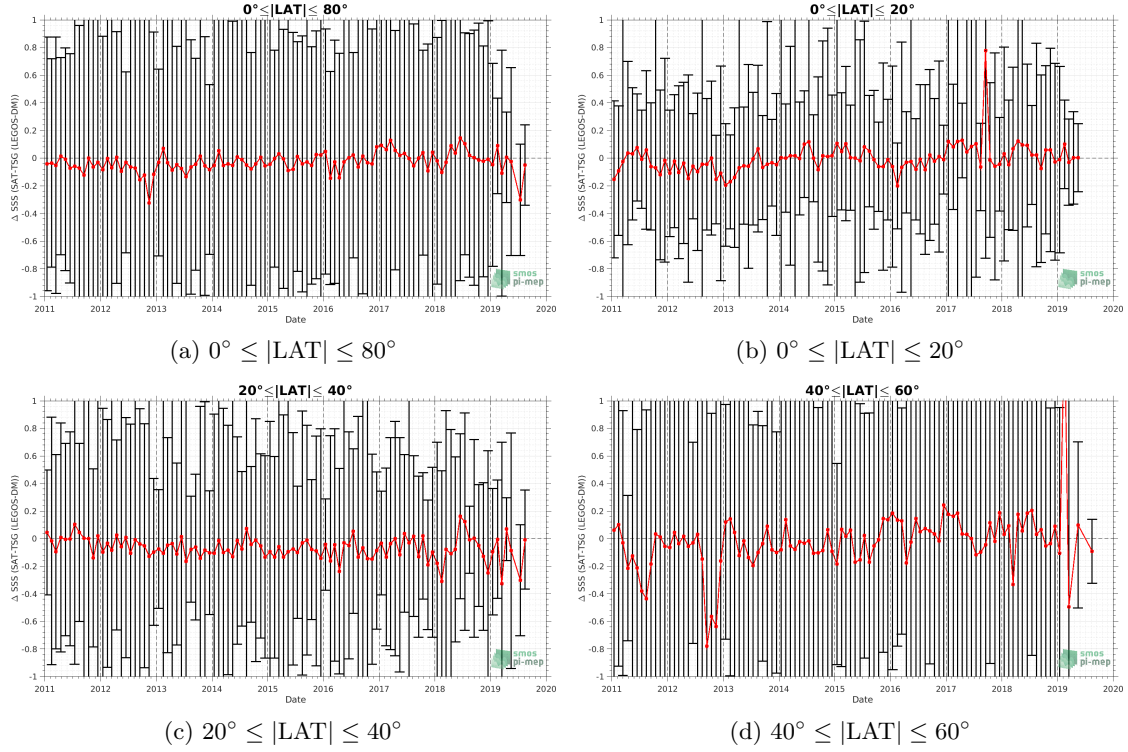 0°≤|LAT|≤ 80°
1
0.8
0.6
0.4
0.2
0
-0.2
-0.4
-0.6
-0.8
-1
Δ SSS (SAT-TSG (LEGOS-DM))
2011 2012 2013 2014 2015 2016 2017 2018 2019 2020
Date
smos
pi-mep
(a) 0° ≤ |LAT| ≤ 80°
0°≤|LAT|≤ 20°
1
0.8
0.6
0.4
0.2
0
-0.2
-0.4
-0.6
-0.8
-1
Δ SSS (SAT-TSG (LEGOS-DM))
2011 2012 2013 2014 2015 2016 2017 2018 2019 2020
Date
smos
pi-mep
(b) 0° ≤ |LAT| ≤ 20°
20°≤|LAT|≤ 40°
1
0.8
0.6
0.4
0.2
0
-0.2
-0.4
-0.6
-0.8
-1
Δ SSS (SAT-TSG (LEGOS-DM))
2011 2012 2013 2014 2015 2016 2017 2018 2019 2020
Date
smos
pi-mep
(c) 20° ≤ |LAT| ≤ 40°
40°≤|LAT|≤ 60°
1
0.8
0.6
0.4
0.2
0
-0.2
-0.4
-0.6
-0.8
-1
Δ SSS (SAT-TSG (LEGOS-DM))
2011 2012 2013 2014 2015 2016 2017 2018 2019 2020
Date
smos
pi-mep
(d) 40° ≤ |LAT| ≤ 60°